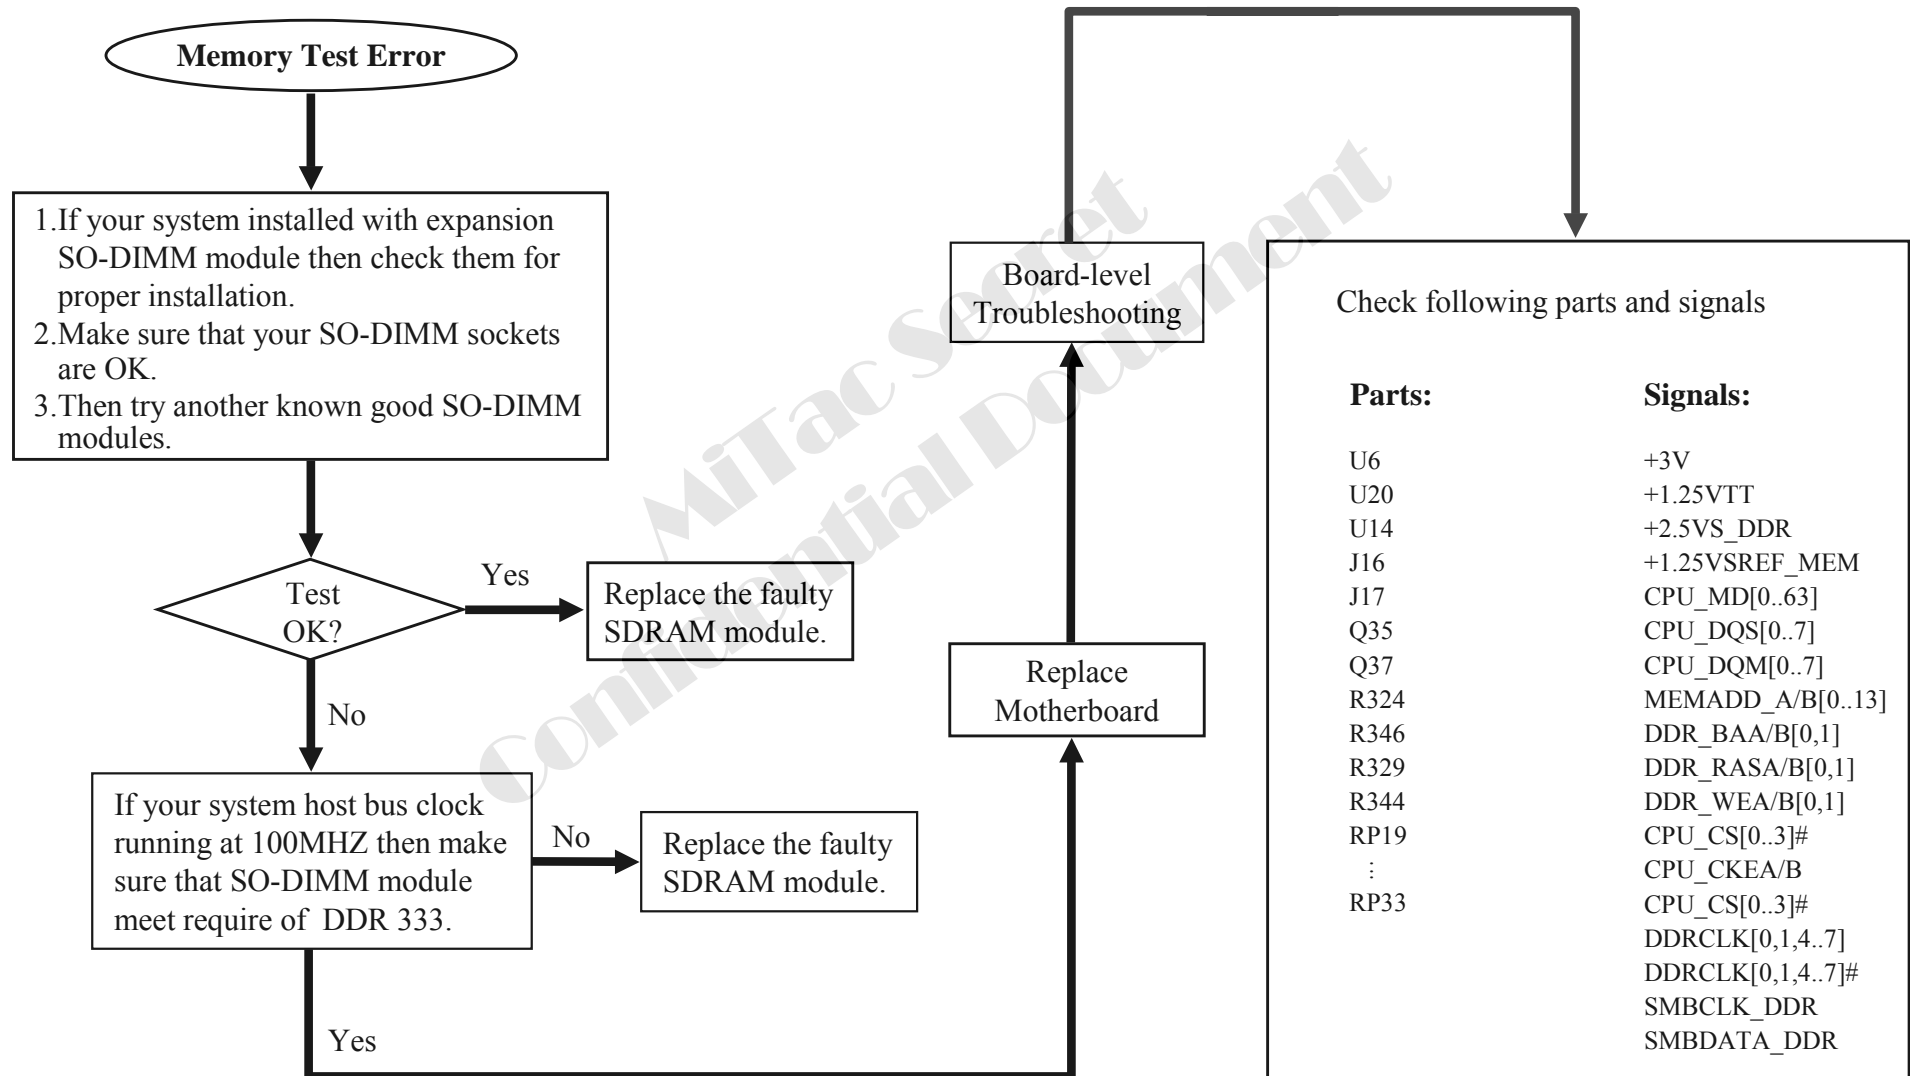 Memory Test Error
1.If your system installed with expansion
SO-DIMM module then check them for
proper installation.
2.Make sure that your SO-DIMM sockets
are OK.
3.Then try another known good SO-DIMM
modules.
Test
OK?
Yes
Replace the faulty
SDRAM module.
No
If your system host bus clock
running at 100MHZ then make
sure that SO-DIMM module
meet require of DDR 333.
No
Replace the faulty
SDRAM module.
Yes
Replace
Motherboard
Board-level
Troubleshooting
Check following parts and signals
Parts:
U6
U20
U14
J16
J17
Q35
Q37
R324
R346
R329
R344
RP19
⋮
RP33
Signals:
+3V
+1.25VTT
+2.5VS_DDR
+1.25VSREF_MEM
CPU_MD[0..63]
CPU_DQS[0..7]
CPU_DQM[0..7]
MEMADD_A/B[0..13]
DDR_BAA/B[0,1]
DDR_RASA/B[0,1]
DDR_WEA/B[0,1]
CPU_CS[0..3]#
CPU_CKEA/B
CPU_CS[0..3]#
DDRCLK[0,1,4..7]
DDRCLK[0,1,4..7]#
SMBCLK_DDR
SMBDATA_DDR
MiTac Secret
Confidential Document